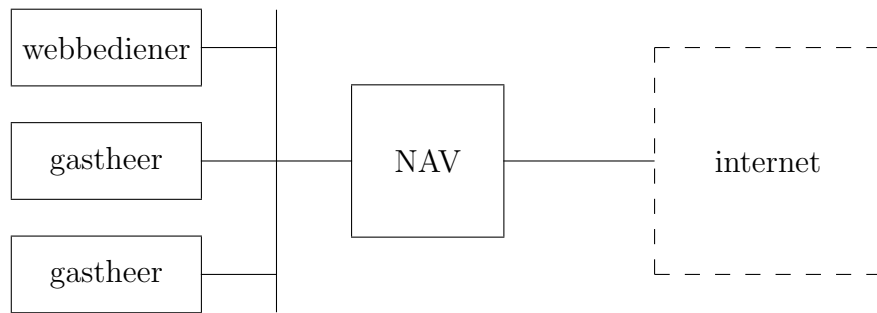 webbediener
gastheer
NAV
internet
gastheer